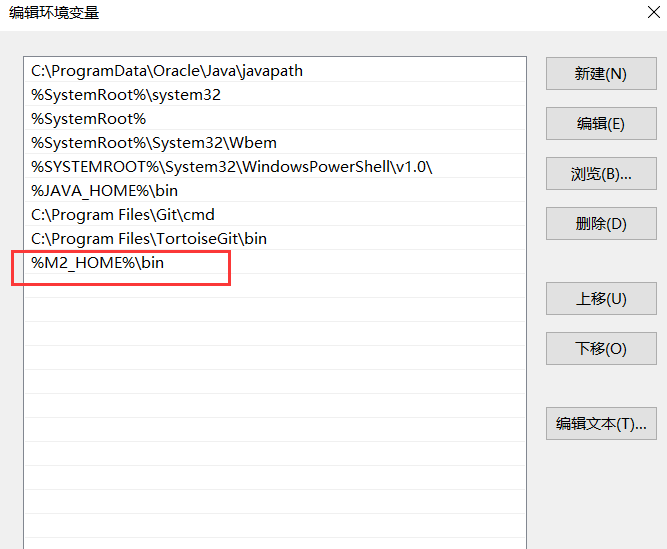 编辑环境变量
C:\ProgramData\Oracle\Java\javapath
%SystemRoot%\system32
%SystemRoot%
%SystemRoot%\System32\Wbem
%SYSTEMROOT%\System32\WindowsPowerShell\v1.0\
%JAVA_HOME%\bin
C:\Program Files\Git\cmd
C:\Program Files\TortoiseGit\bin
%M2_HOME%\bin
新建(N)
编辑(E)
浏览(B)...
删除(D)
上移(U)
下移(O)
编辑文本(T)...